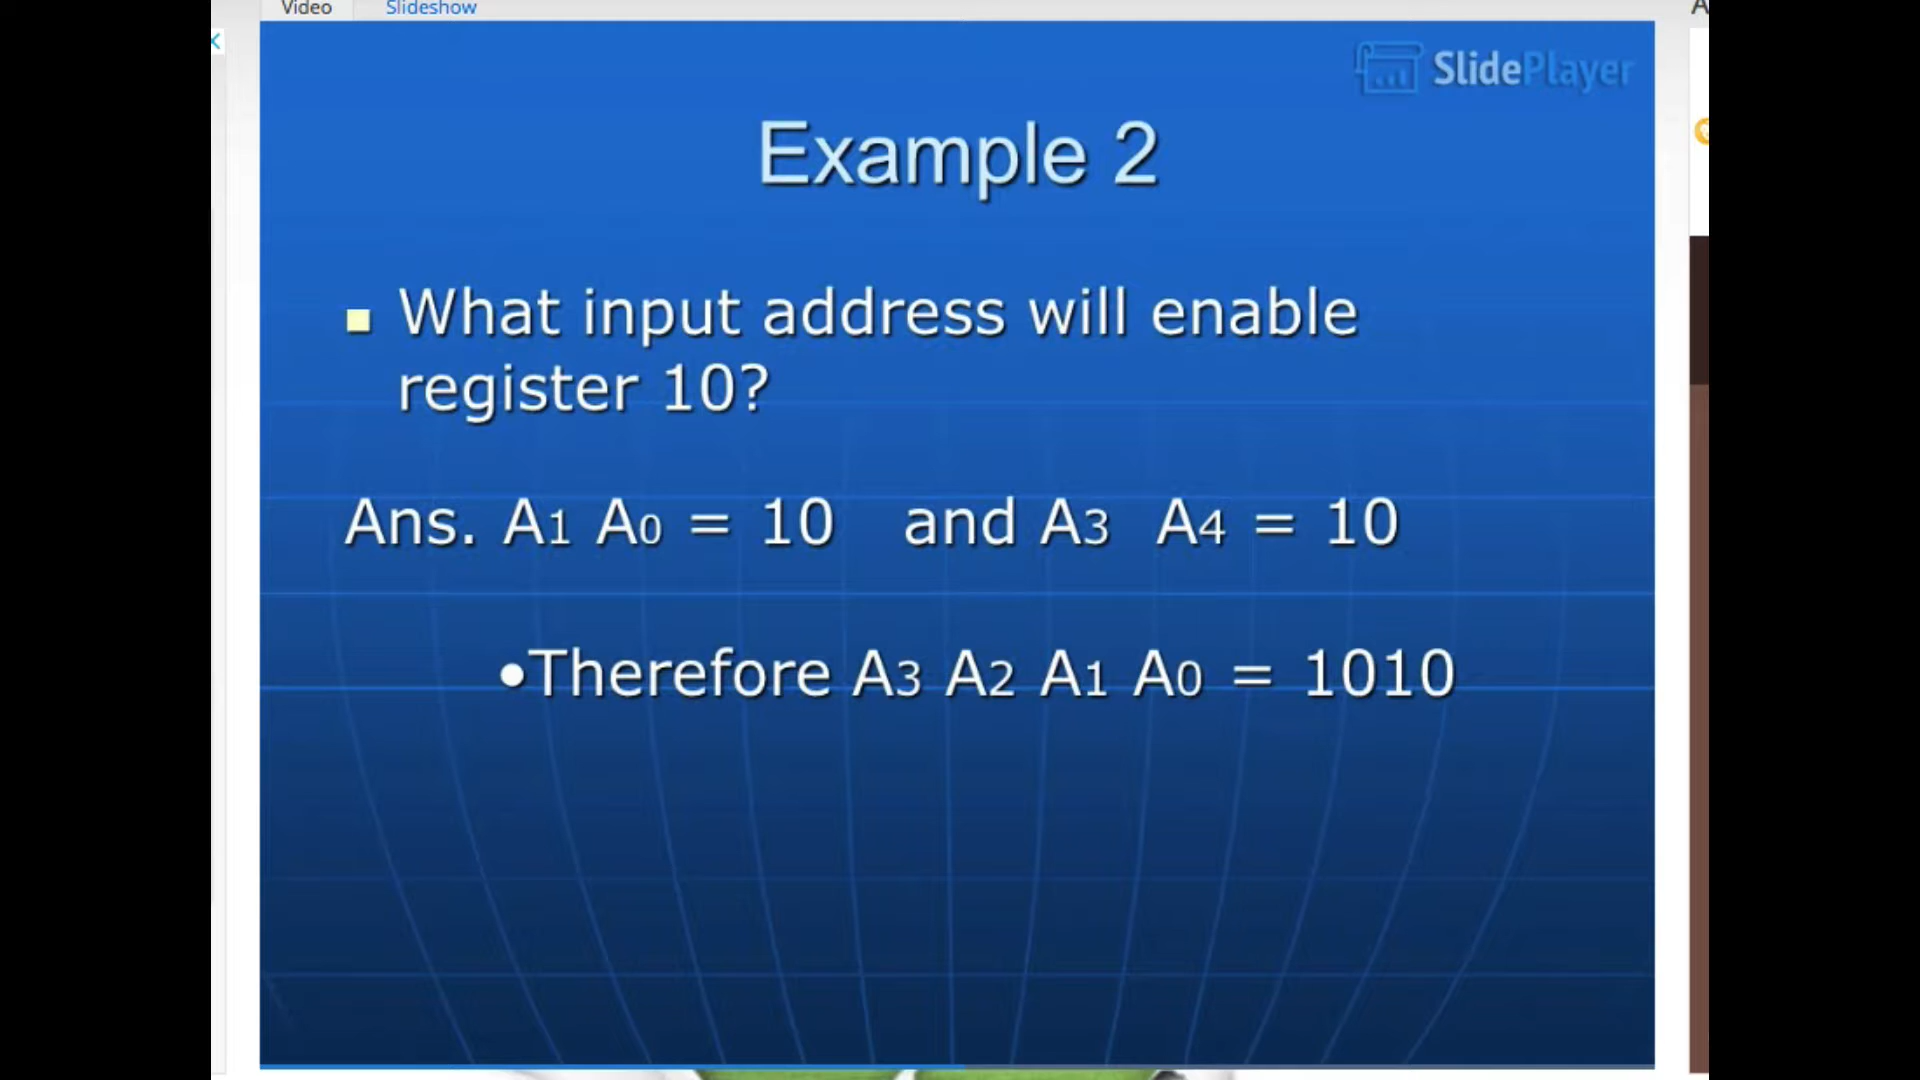 Video Slideshow
SlidePlayer
Example 2
What input address will enable
register 10?
Ans. A1 A0 = 10 and A3 A4 = 10
•Therefore A3 A2 A1 A0 = 1010